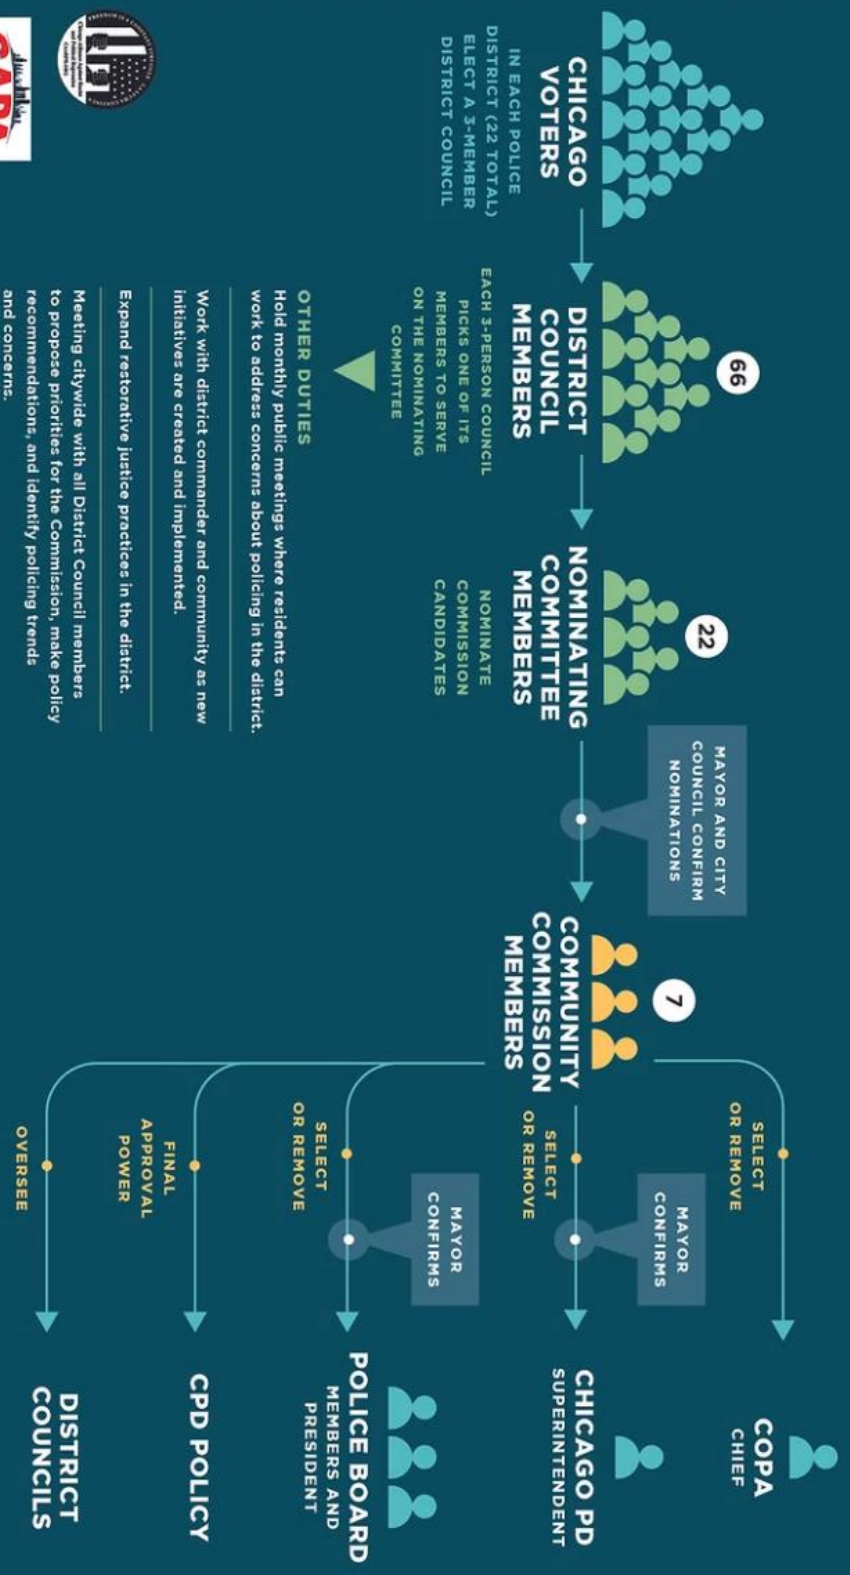 CHICAGO
VOTERS
IN EACH POLICE
DISTRICT (22 TOTAL)
ELECT A 3-MEMBER
DISTRICT COUNCIL
66
DISTRICT
COUNCIL
MEMBERS
EACH 3-PERSON COUNCIL
PICKS ONE OF ITS
MEMBERS TO SERVE
ON THE NOMINATING
COMMITTEE
OTHER DUTIES
Hold monthly public meetings where residents can
work to address concerns about policing in the district.
Work with district commander and community as new
initiatives are created and implemented.
Expand restorative justice practices in the district.
Meeting citywide with all District Council members
to propose priorities for the Commission, make policy
recommendations, and identify policing trends
and concerns.
22
NOMINATING
COMMITTEE
MEMBERS
NOMINATE
COMMISSION
CANDIDATES
MAYOR AND CITY
COUNCIL CONFIRM
NOMINATIONS
7
COMMUNITY
COMMISSION
MEMBERS
SELECT
OR REMOVE
COPA
CHIEF
SELECT
OR REMOVE
MAYOR
CONFIRMS
CHICAGO PD
SUPERINTENDENT
SELECT
OR REMOVE
MAYOR
CONFIRMS
POLICE BOARD
MEMBERS AND
PRESIDENT
FINAL
APPROVAL
POWER
CPD POLICY
OVERSEE
DISTRICT
COUNCILS
Chicago Alliance Against Racist
and Political Repression